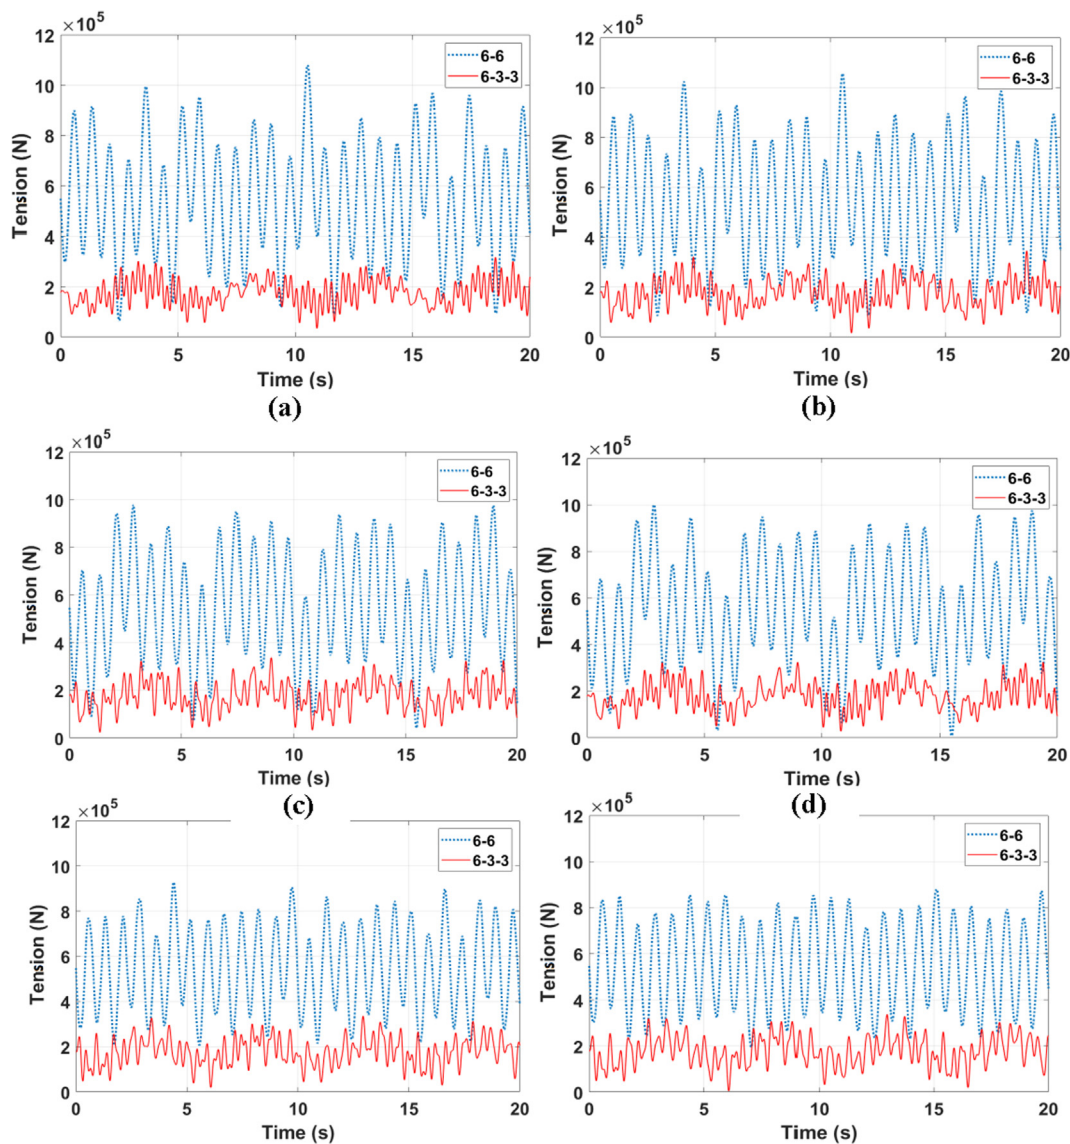 ×10⁵ ×10⁵
12 12
10 10
8 8
6 6
4 4
2 2
0 0
Tension (N) Tension (N)
6-6 6-6
6-3-3 6-3-3
0 5 10 15 20 0 5 10 15 20
Time (s) Time (s)
(a) (b)
×10⁵ ×10⁵
12 12
10 10
8 8
6 6
4 4
2 2
0 0
Tension (N) Tension (N)
6-6 6-6
6-3-3 6-3-3
0 5 10 15 20 0 5 10 15 20
Time (s) Time (s)
(c) (d)
×10⁵ ×10⁵
12 12
10 10
8 8
6 6
4 4
2 2
0 0
Tension (N) Tension (N)
6-6 6-6
6-3-3 6-3-3
0 5 10 15 20 0 5 10 15 20
Time (s) Time (s)